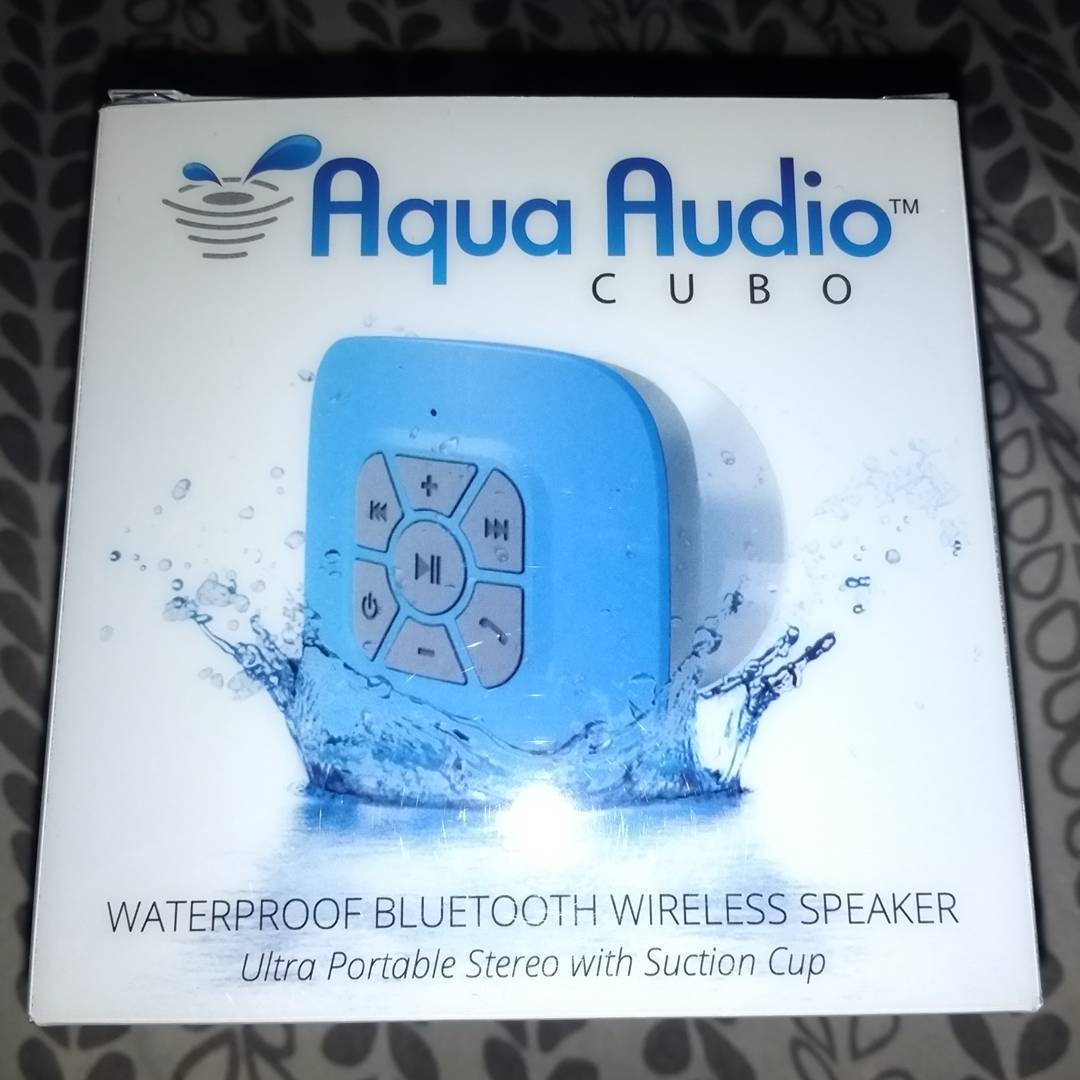 Aqua Audio™
CUBO
WATERPROOF BLUETOOTH WIRELESS SPEAKER
Ultra Portable Stereo with Suction Cup